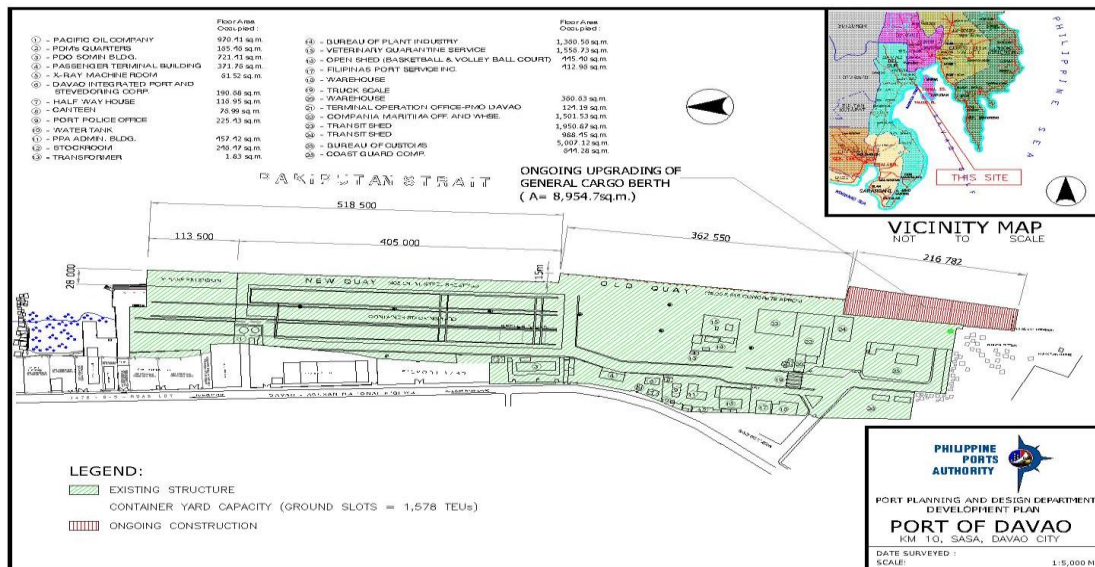 Floor Area
Occupied :
1 - PACIFIC OIL COMPANY 970.41 sq.m.
2 - PDM's QUARTERS 185.48 sq.m.
3 - PDO SOMIN BLDG. 721.41 sq.m.
4 - PASSENGER TERMINAL BUILDING 371.76 sq.m.
5 - X-RAY MACHINE ROOM 81.52 sq.m.
6 - DAVAO INTEGRATED PORT AND
STEVEDORING CORP. 190.88 sq.m.
7 - HALF WAY HOUSE 118.95 sq.m.
8 - CANTEEN 78.99 sq.m.
9 - PORT POLICE OFFICE 225.43 sq.m.
10 - WATER TANK
11 - PPA ADMIN. BLDG. 457.42 sq.m.
12 - STOCKROOM 248.47 sq.m.
13 - TRANSFORMER 1.83 sq.m.
Floor Area
Occupied :
14 - BUREAU OF PLANT INDUSTRY 1,380.58 sq.m.
15 - VETERINARY QUARANTINE SERVICE 1,558.73 sq.m.
16 - OPEN SHED (BASKETBALL & VOLLEY BALL COURT) 445.40 sq.m.
17 - FILIPINAS PORT SERVICE INC. 412.98 sq.m.
18 - WAREHOUSE
19 - TRUCK SCALE
20 - WAREHOUSE 300.63 sq.m.
21 - TERMINAL OPERATION OFFICE-PMO DAVAO 124.19 sq.m.
22 - COMPANIA MARITIMA OFF. AND WHSE. 1,501.53 sq.m.
23 - TRANSIT SHED 1,950.87 sq.m.
24 - TRANSIT SHED 988.45 sq.m.
25 - BUREAU OF CUSTOMS 5,007.12 sq.m.
26 - COAST GUARD COMP. 844.28 sq.m.
PAKIPUTAN STRAIT
ONGOING UPGRADING OF
GENERAL CARGO BERTH
( A= 8,954.7sq.m.)
518 500
113 500
405 000
362 550
216 782
28 000
15m
NEW QUAY
OLD QUAY
PHILIPPINE SEA
SARANGANI
THIS SITE
VICINITY MAP
NOT TO SCALE
LEGEND:
EXISTING STRUCTURE
CONTAINER YARD CAPACITY (GROUND SLOTS = 1,578 TEUs)
ONGOING CONSTRUCTION
PHILIPPINE
PORTS
AUTHORITY
PORT PLANNING AND DESIGN DEPARTMENT
DEVELOPMENT PLAN
PORT OF DAVAO
KM 10, SASA, DAVAO CITY
DATE SURVEYED :
SCALE: 1:5,000 M